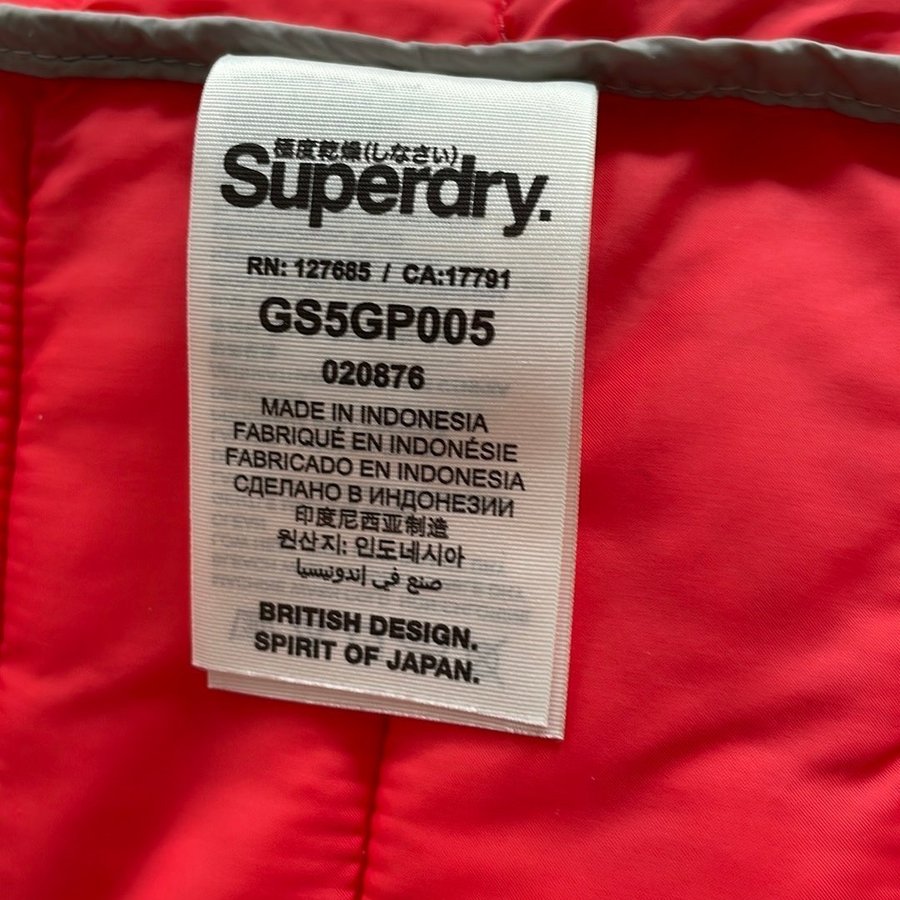 極度乾燥(しなさい)
Superdry.
RN: 127685 / CA:17791
GS5GP005
020876
MADE IN INDONESIA
FABRIQUÉ EN INDONÉSIE
FABRICADO EN INDONESIA
СДЕЛАНО В ИНДОНЕЗИИ
印度尼西亚制造
원산지: 인도네시아
صنع في إندونيسيا
BRITISH DESIGN.
SPIRIT OF JAPAN.